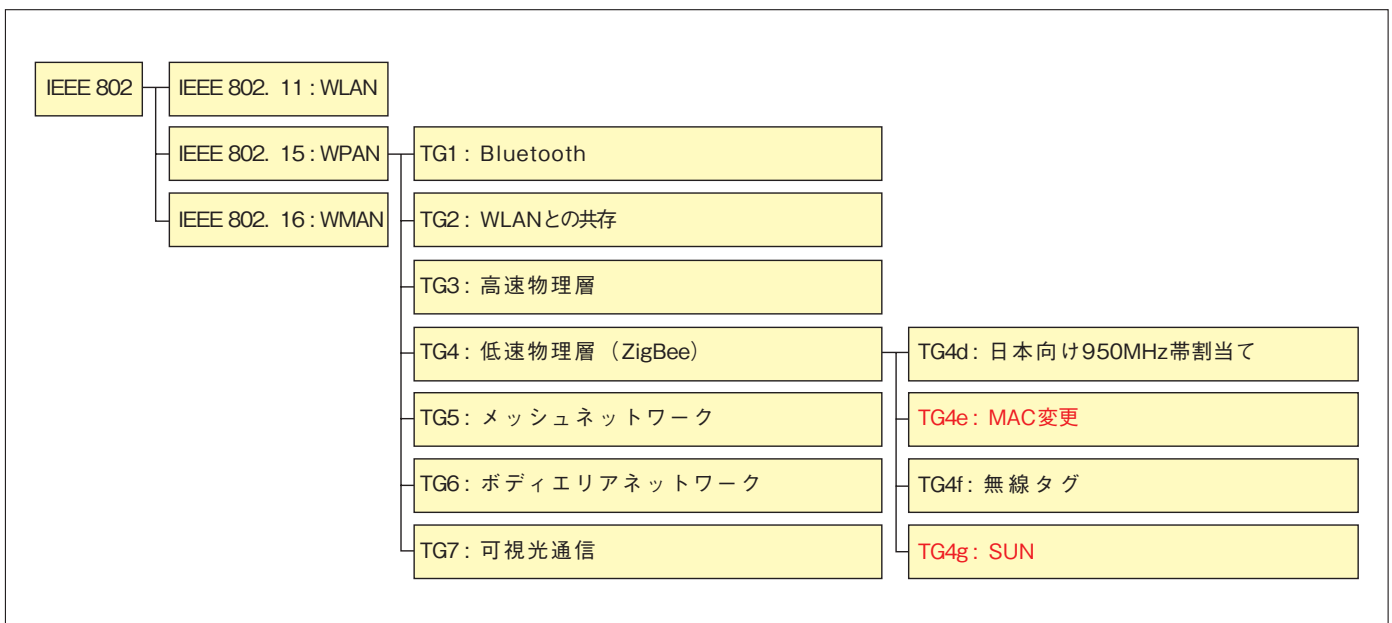 IEEE 802
IEEE 802. 11 : WLAN
IEEE 802. 15 : WPAN
IEEE 802. 16 : WMAN
TG1 : Bluetooth
TG2 : WLANとの共存
TG3 : 高速物理層
TG4 : 低速物理層（ZigBee）
TG5 : メッシュネットワーク
TG6 : ボディエリアネットワーク
TG7 : 可視光通信
TG4d : 日本向け950MHz帯割当て
TG4e : MAC変更
TG4f : 無線タグ
TG4g : SUN